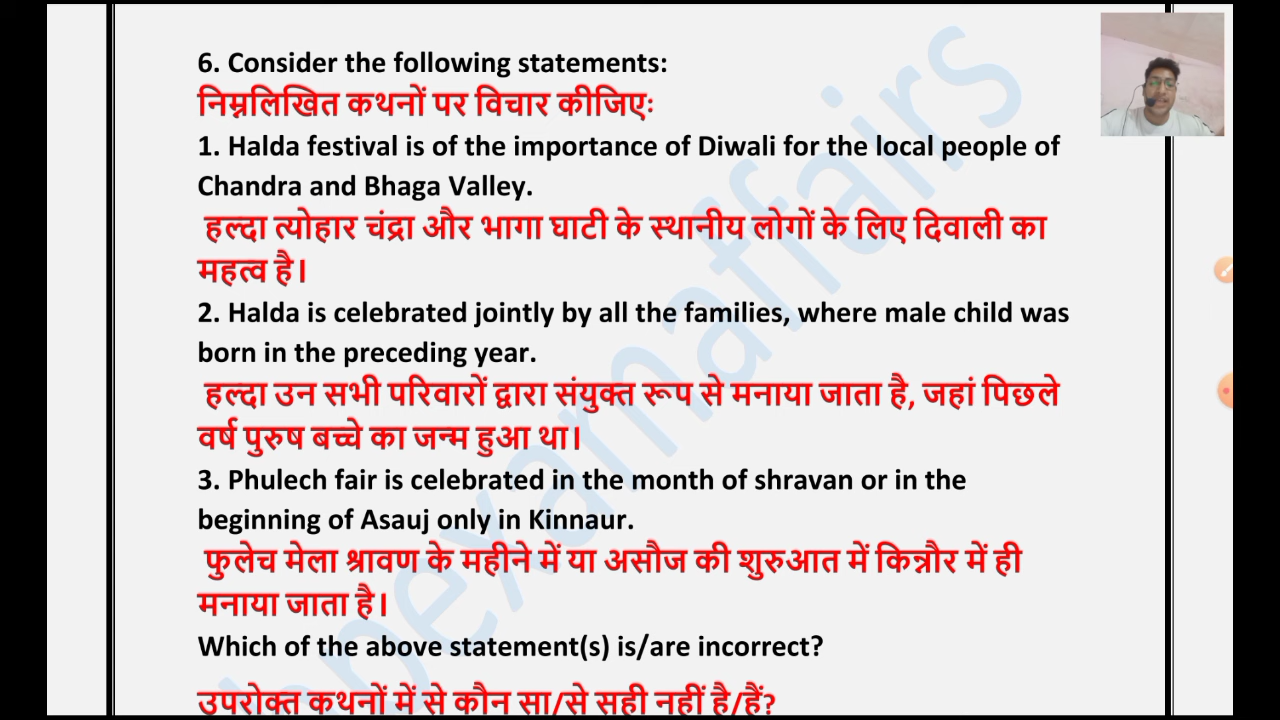 6. Consider the following statements:
निम्नलिखित कथनों पर विचार कीजिएः
1. Halda festival is of the importance of Diwali for the local people of
Chandra and Bhaga Valley.
हल्दा त्योहार चंद्रा और भागा घाटी के स्थानीय लोगों के लिए दिवाली का
महत्व है।
2. Halda is celebrated jointly by all the families, where male child was
born in the preceding year.
हल्दा उन सभी परिवारों द्वारा संयुक्त रूप से मनाया जाता है, जहां पिछले
वर्ष पुरुष बच्चे का जन्म हुआ था।
3. Phulech fair is celebrated in the month of shravan or in the
beginning of Asauj only in Kinnaur.
फुलेच मेला श्रावण के महीने में या असौज की शुरुआत में किन्नौर में ही
मनाया जाता है।
Which of the above statement(s) is/are incorrect?
उपरोक्त कथनों में से कौन सा/से सही नहीं है/हैं?